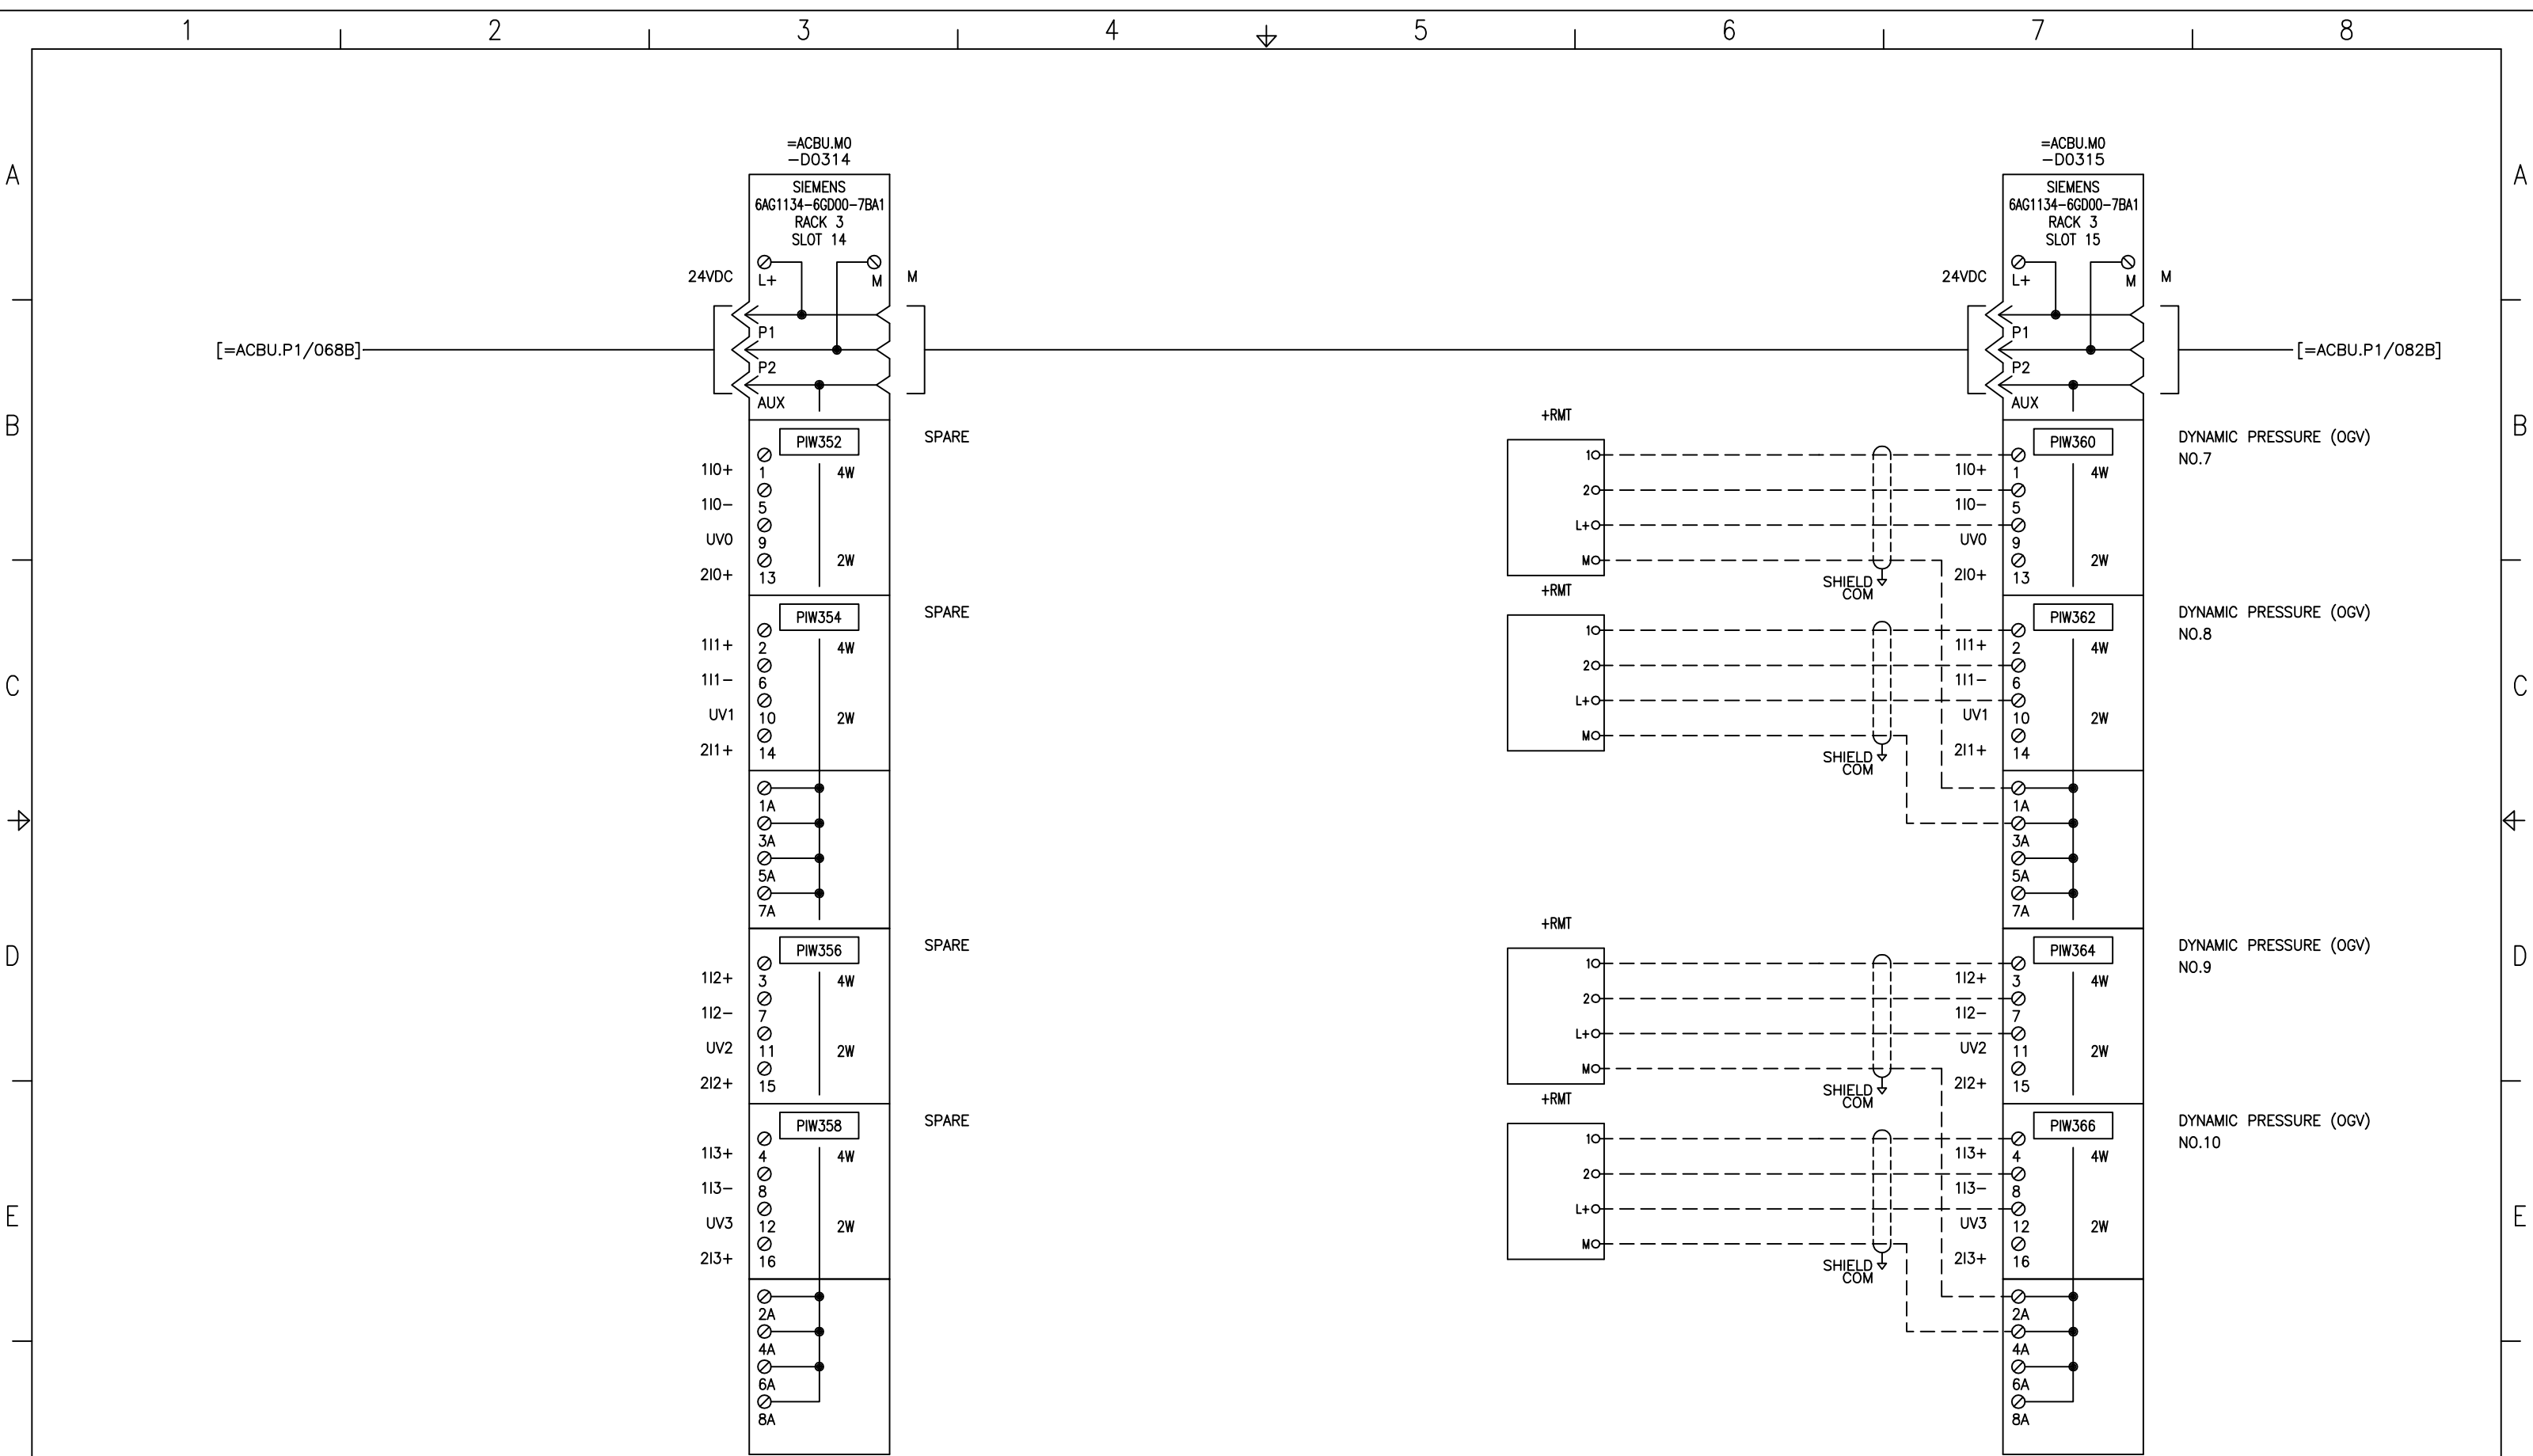 1 2 3 4 5 6 7 8
A
A
B
B
C
C
D
D
E
E
[=ACBU.P1/068B]
=ACBU.M0
-D0314
SIEMENS
6AG1134-6GD00-7BA1
RACK 3
SLOT 14
24VDC
L+
M
M
P1
P2
AUX
PIW352
SPARE
1I0+
1
4W
1I0-
5
UV0
9
2I0+
13
2W
PIW354
SPARE
1I1+
2
4W
1I1-
6
UV1
10
2W
2I1+
14
1A
3A
5A
7A
PIW356
SPARE
1I2+
3
4W
1I2-
7
UV2
11
2W
2I2+
15
PIW358
SPARE
1I3+
4
4W
1I3-
8
UV3
12
2W
2I3+
16
2A
4A
6A
8A
=ACBU.M0
-D0315
SIEMENS
6AG1134-6GD00-7BA1
RACK 3
SLOT 15
24VDC
L+
M
M
P1
P2
AUX
[=ACBU.P1/082B]
+RMT
1
2
L+
M
SHIELD
COM
PIW360
DYNAMIC PRESSURE (OGV)
NO.7
1I0+
1
4W
1I0-
5
UV0
9
2I0+
13
2W
+RMT
1
2
L+
M
SHIELD
COM
PIW362
DYNAMIC PRESSURE (OGV)
NO.8
1I1+
2
4W
1I1-
6
UV1
10
2W
2I1+
14
1A
3A
5A
7A
+RMT
1
2
L+
M
SHIELD
COM
PIW364
DYNAMIC PRESSURE (OGV)
NO.9
1I2+
3
4W
1I2-
7
UV2
11
2W
2I2+
15
+RMT
1
2
L+
M
SHIELD
COM
PIW366
DYNAMIC PRESSURE (OGV)
NO.10
1I3+
4
4W
1I3-
8
UV3
12
2W
2I3+
16
2A
4A
6A
8A